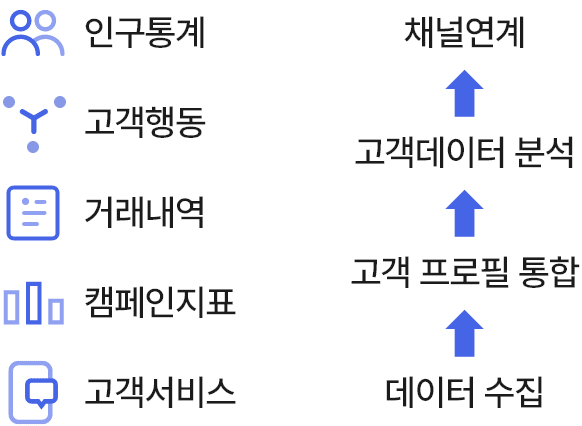 인구통계
고객행동
거래내역
캠페인지표
고객서비스
채널연계
고객데이터 분석
고객 프로필 통합
데이터 수집